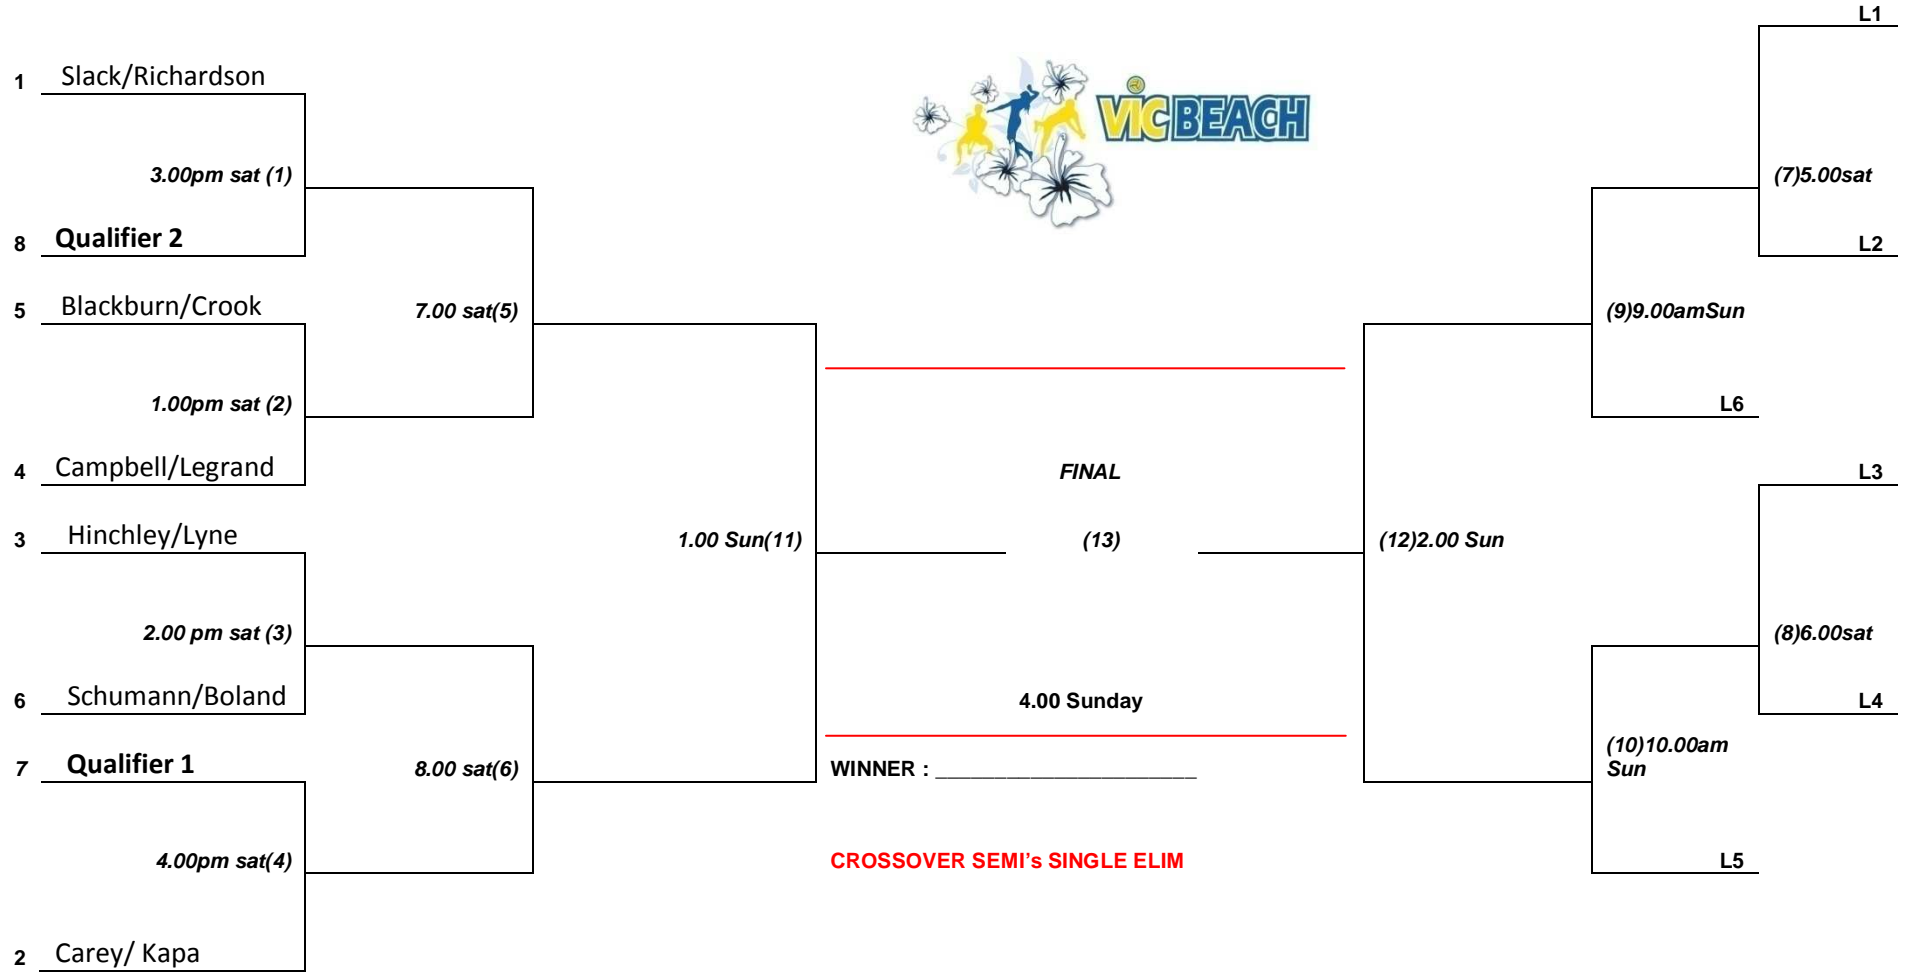 L1
1 Slack/Richardson
VIC BEACH
3.00pm sat (1)
(7)5.00sat
8 Qualifier 2
L2
5 Blackburn/Crook
7.00 sat(5)
(9)9.00amSun
1.00pm sat (2)
L6
4 Campbell/Legrand
FINAL
L3
3 Hinchley/Lyne
1.00 Sun(11)
(13)
(12)2.00 Sun
2.00 pm sat (3)
(8)6.00sat
6 Schumann/Boland
4.00 Sunday
L4
(10)10.00am
Sun
7 Qualifier 1
8.00 sat(6)
WINNER : ______________________
4.00pm sat(4)
CROSSOVER SEMI's SINGLE ELIM
L5
2 Carey/ Kapa